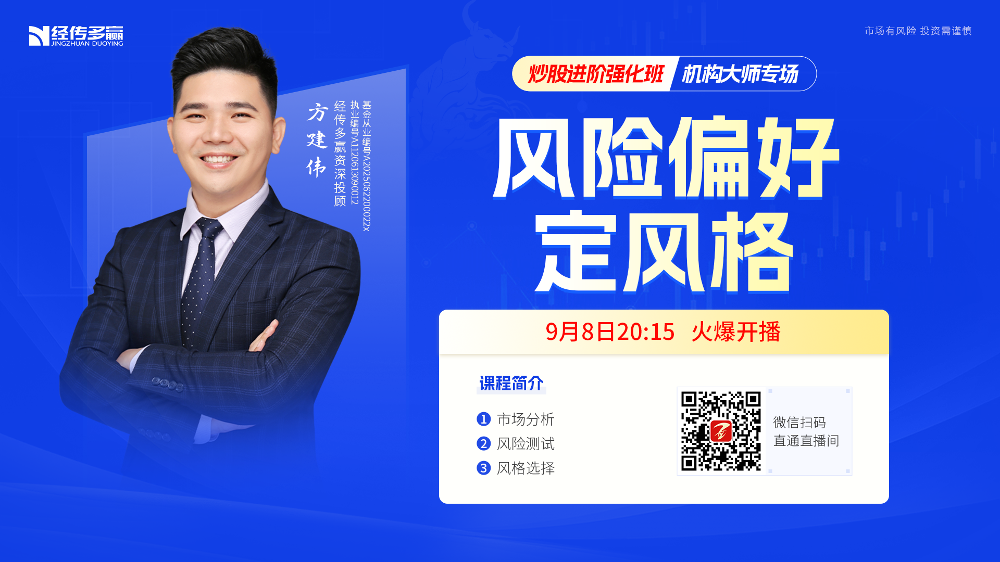 经传多赢
JINGZHUAN DUOYING
市场有风险 投资需谨慎
方建伟
经传多赢资深投顾
执业编号A1120613090012
基金从业编号A20250622000022x
炒股进阶强化班
机构大师专场
风险偏好
定风格
9月8日20:15 火爆开播
课程简介
1 市场分析
2 风险测试
3 风格选择
微信扫码
直通直播间